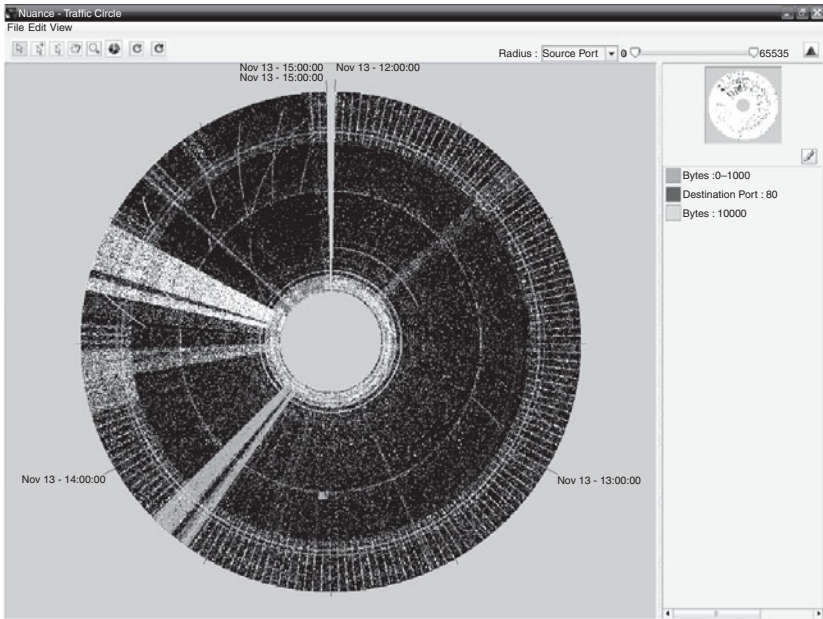 Nuance - Traffic Circle
File Edit View
Radius : Source Port 0 65535
Nov 13 - 15:00:00 Nov 13 - 12:00:00
Nov 13 - 15:00:00
Bytes :0–1000
Destination Port : 80
Bytes : 10000
Nov 13 - 14:00:00 Nov 13 - 13:00:00